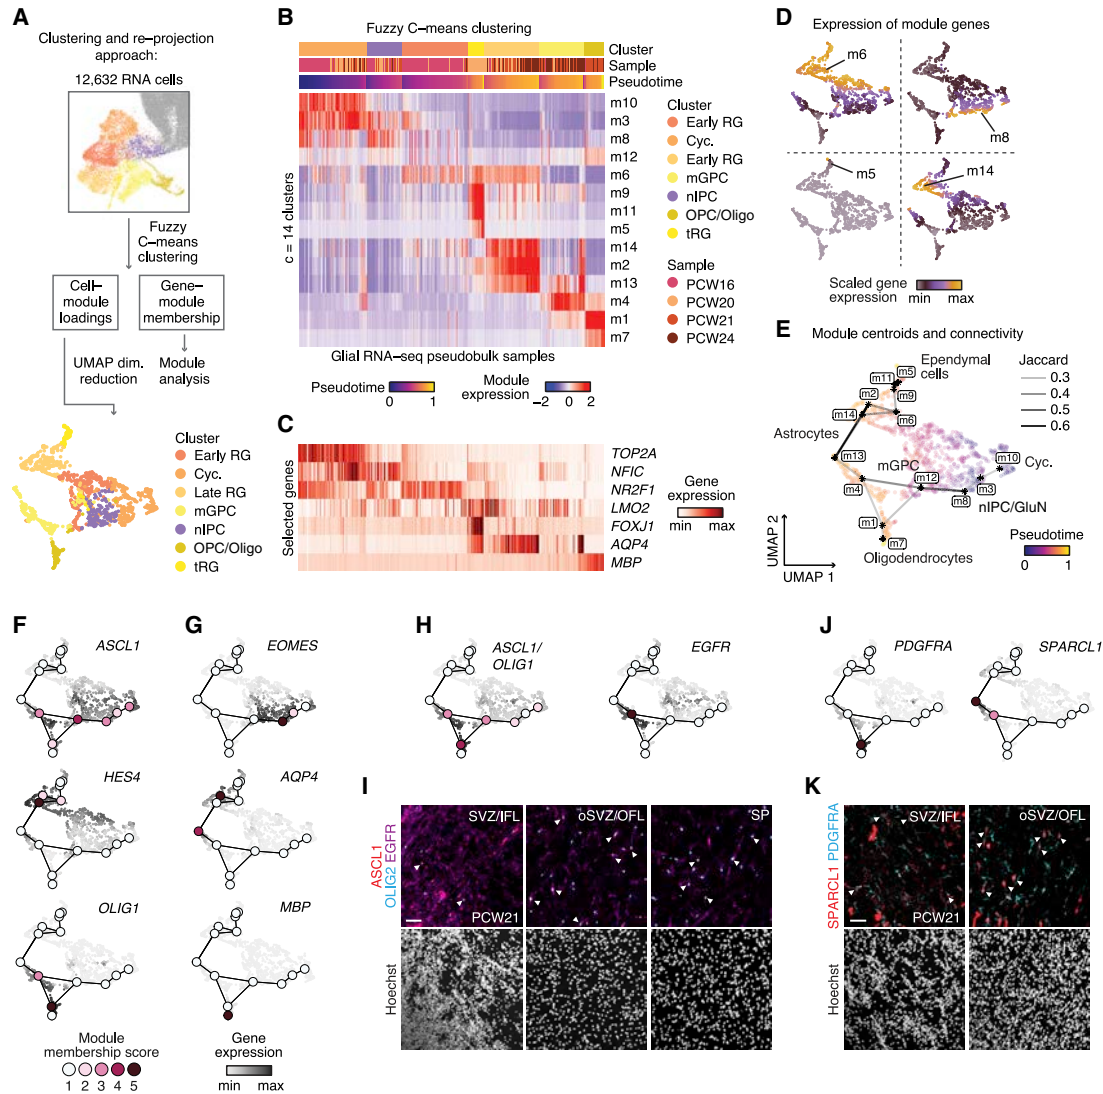 A
Clustering and re–projection
approach:
12,632 RNA cells
Fuzzy
C–means
clustering
Cell–
module
loadings
Gene–
module
membership
UMAP dim.
reduction
Module
analysis
Cluster
Early RG
Cyc.
Late RG
mGPC
nIPC
OPC/Oligo
tRG
B
Fuzzy C–means clustering
Cluster
Sample
Pseudotime
c = 14 clusters
m10
m3
m8
m12
m6
m9
m11
m5
m14
m2
m13
m4
m1
m7
Glial RNA–seq pseudobulk samples
Pseudotime
0 1
Module
expression
−2 0 2
Cluster
Early RG
Cyc.
Early RG
mGPC
nIPC
OPC/Oligo
tRG
Sample
PCW16
PCW20
PCW21
PCW24
C
Selected genes
TOP2A
NFIC
NR2F1
LMO2
FOXJ1
AQP4
MBP
Gene
expression
min max
D
Expression of module genes
m6
m8
m5
m14
Scaled gene
expression
min max
E
Module centroids and connectivity
Ependymal
cells
Jaccard
0.3
0.4
0.5
0.6
m5
m11
m2
m9
m14
m6
Astrocytes
m13
mGPC
m10
Cyc.
m12
m4
m3
m8
nIPC/GluN
m1
m7
Oligodendrocytes
UMAP 2
UMAP 1
Pseudotime
0 1
F
ASCL1
HES4
OLIG1
Module
membership score
1 2 3 4 5
G
EOMES
AQP4
MBP
Gene
expression
min max
H
ASCL1/
OLIG1
EGFR
I
ASCL1
OLIG2 EGFR
SVZ/IFL
oSVZ/OFL
SP
PCW21
Hoechst
J
PDGFRA
SPARCL1
K
SPARCL1 PDGFRA
SVZ/IFL
oSVZ/OFL
PCW21
Hoechst